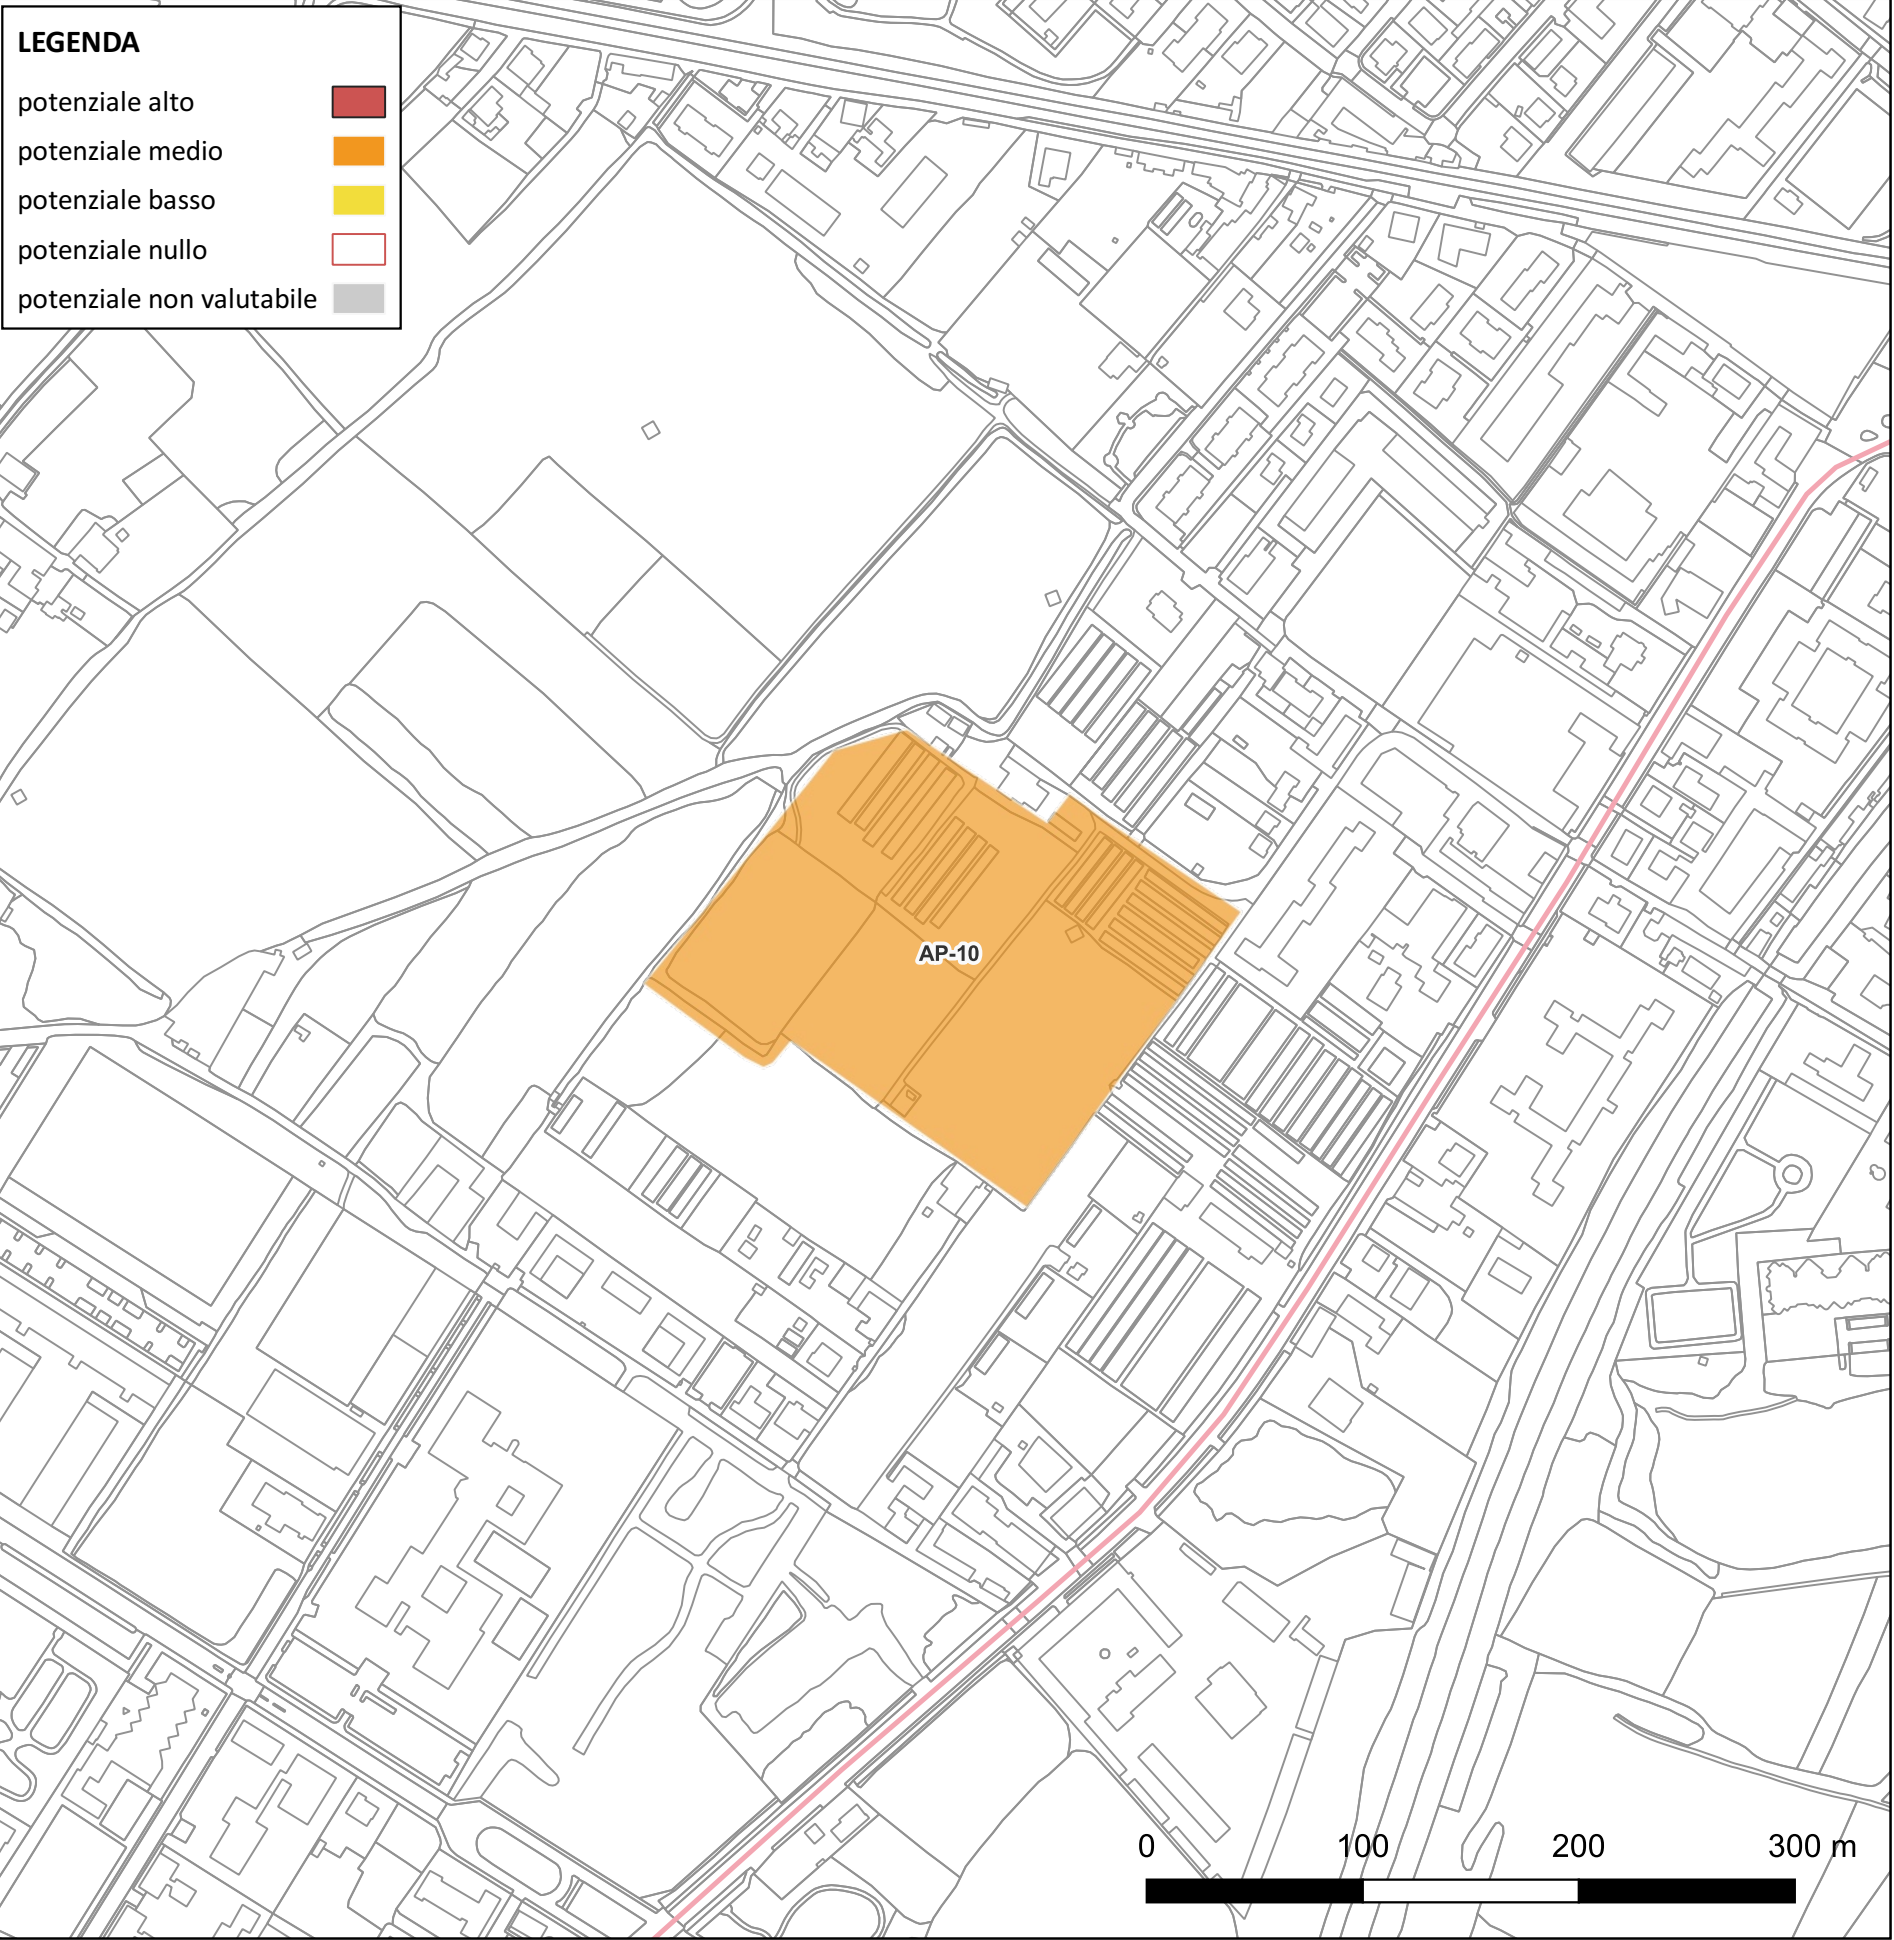 LEGENDA
potenziale alto
potenziale medio
potenziale basso
potenziale nullo
potenziale non valutabile
AP-10
0 100 200 300 m